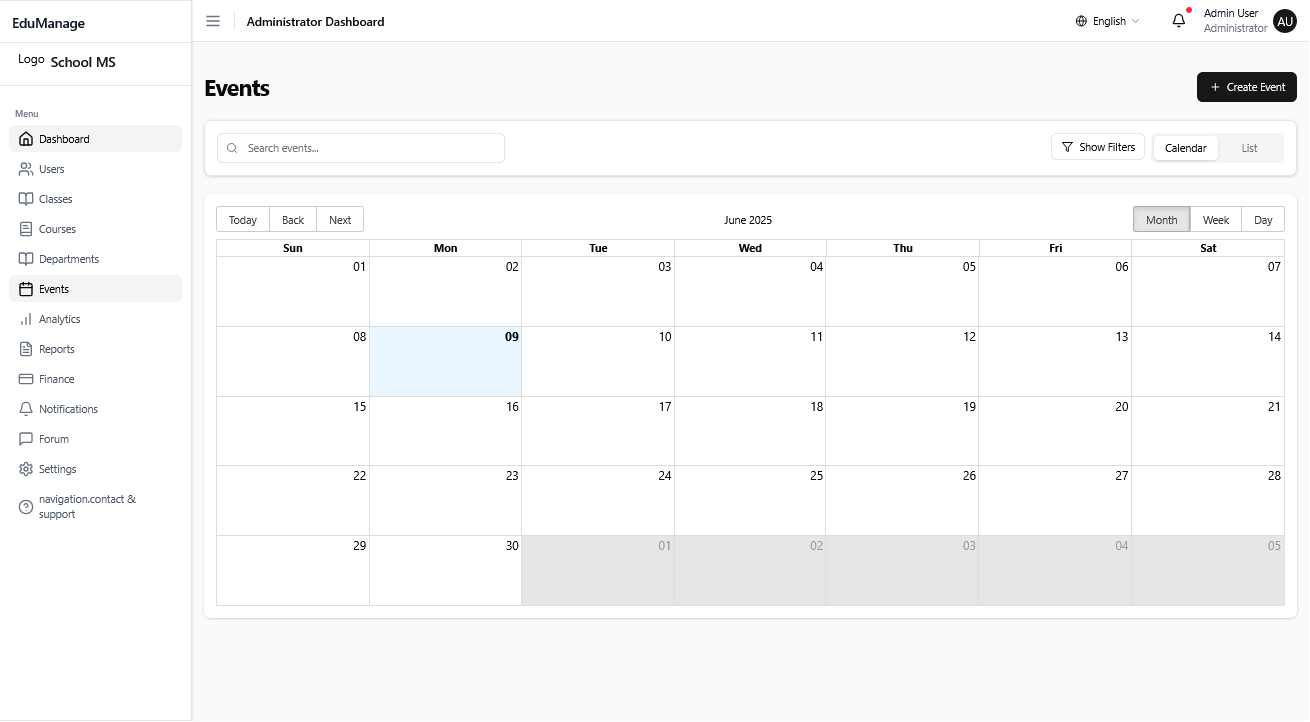 EduManage
Administrator Dashboard
English
Admin User
Administrator
AU
Logo School MS
Menu
Dashboard
Users
Classes
Courses
Departments
Events
Analytics
Reports
Finance
Notifications
Forum
Settings
navigation.contact &
support
Events
+ Create Event
Search events...
Show Filters
Calendar List
Today Back Next
June 2025
Month Week Day
Sun Mon Tue Wed Thu Fri Sat
01 02 03 04 05 06 07
08 09 10 11 12 13 14
15 16 17 18 19 20 21
22 23 24 25 26 27 28
29 30 01 02 03 04 05